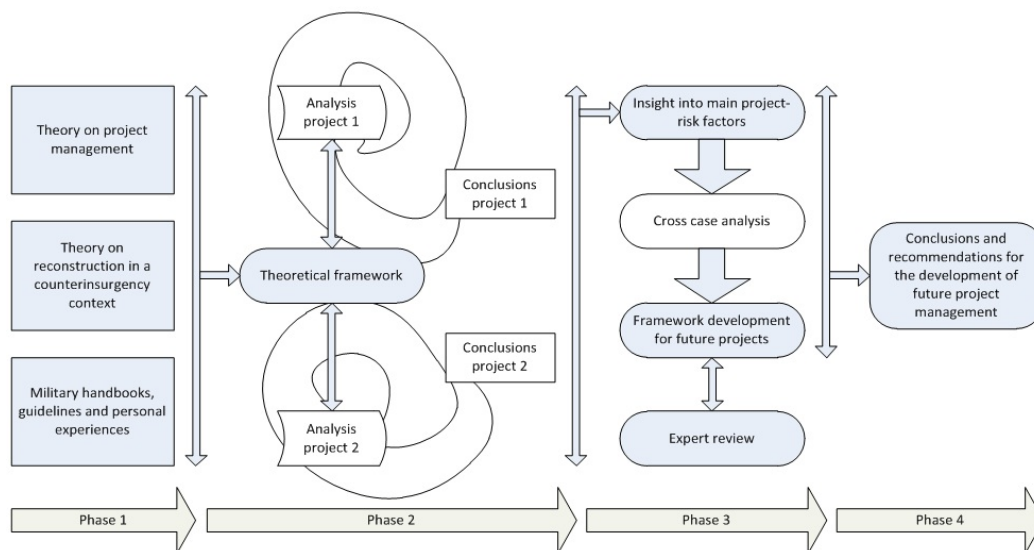 Theory on project
management
Theory on
reconstruction in a
counterinsurgency
context
Military handbooks,
guidelines and personal
experiences
Analysis
project 1
Conclusions
project 1
Theoretical framework
Conclusions
project 2
Analysis
project 2
Insight into main project-
risk factors
Cross case analysis
Framework development
for future projects
Expert review
Conclusions and
recommendations for
the development of
future project
management
Phase 1
Phase 2
Phase 3
Phase 4